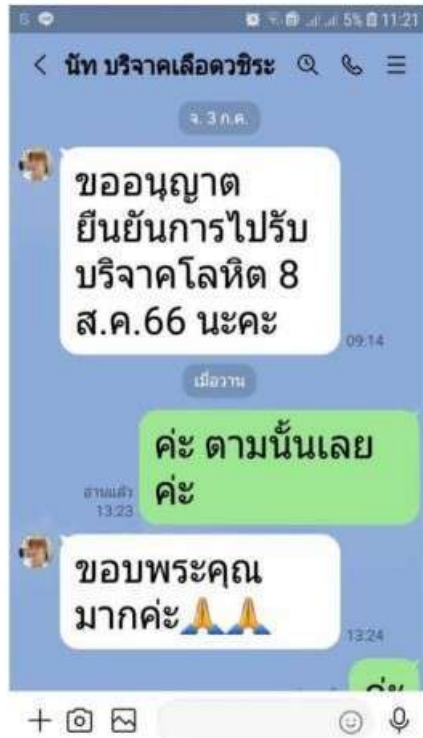 5% 11:21
นัท บริจาคเลือดวชิระ
จ. 3 ก.ค.
ขออนุญาต
ยืนยันการไปรับ
บริจาคโลหิต 8
ส.ค.66 นะคะ
09:14
เมื่อวาน
ค่ะ ตามนั้นเลย
ค่ะ
อ่านแล้ว
13:23
ขอบพระคุณ
มากค่ะ🙏🙏
13:24